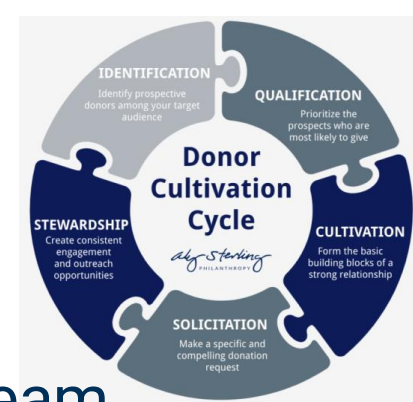 IDENTIFICATION
Identify prospective
donors among your target
audience
QUALIFICATION
Prioritize the
prospects who are
most likely to give
Donor
Cultivation
Cycle
aly Sterling
PHILANTHROPY
STEWARDSHIP
Create consistent
engagement
and outreach
opportunities
CULTIVATION
Form the basic
building blocks of a
strong relationship
SOLICITATION
Make a specific and
compelling donation
request